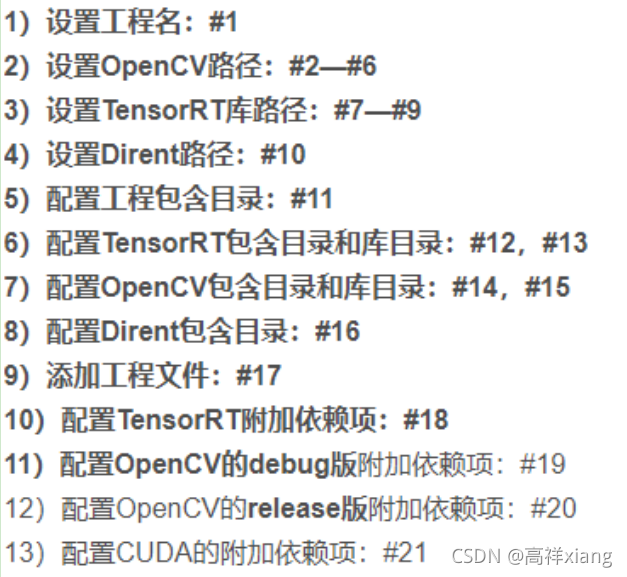 1）设置工程名：#1
2）设置OpenCV路径：#2—#6
3）设置TensorRT库路径：#7—#9
4）设置Dirent路径：#10
5）配置工程包含目录：#11
6）配置TensorRT包含目录和库目录：#12，#13
7）配置OpenCV包含目录和库目录：#14，#15
8）配置Dirent包含目录：#16
9）添加工程文件：#17
10）配置TensorRT附加依赖项：#18
11）配置OpenCV的debug版附加依赖项：#19
12）配置OpenCV的release版附加依赖项：#20
13）配置CUDA的附加依赖项：#21
CSDN @高祥xiang